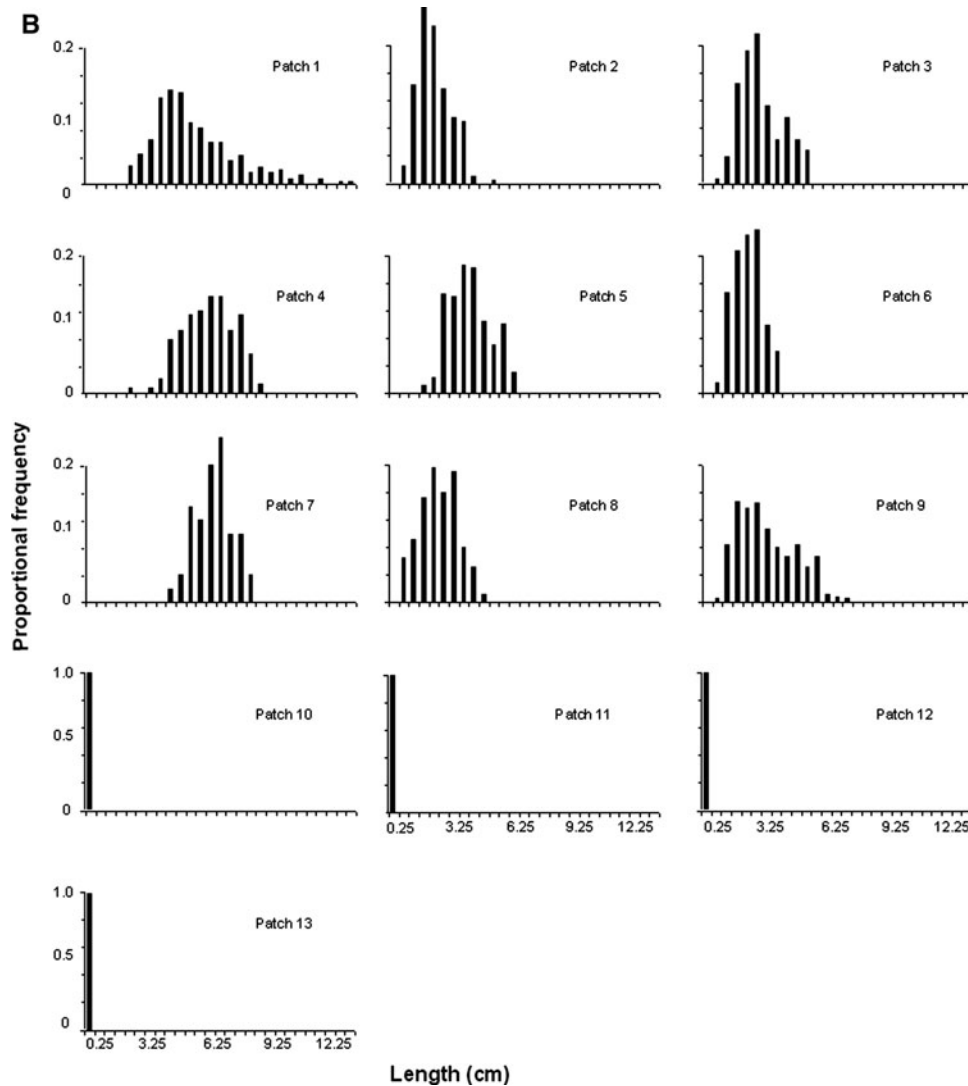 B
Proportional frequency
0.2
0.1
0
Patch 1
Patch 2
Patch 3
0.2
0.1
0
Patch 4
Patch 5
Patch 6
0.2
0.1
0
Patch 7
Patch 8
Patch 9
1.0
0.5
0
Patch 10
Patch 11
0.25 3.25 6.25 9.25 12.25
Patch 12
0.25 3.25 6.25 9.25 12.25
1.0
0.5
0
Patch 13
0.25 3.25 6.25 9.25 12.25
Length (cm)